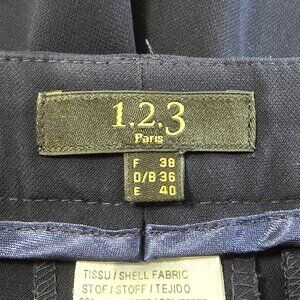 1.2.3
Paris
F 38
D/B 36
E 40
TISSU / SHELL FABRIC
STOF / STOFF / TEJIDO